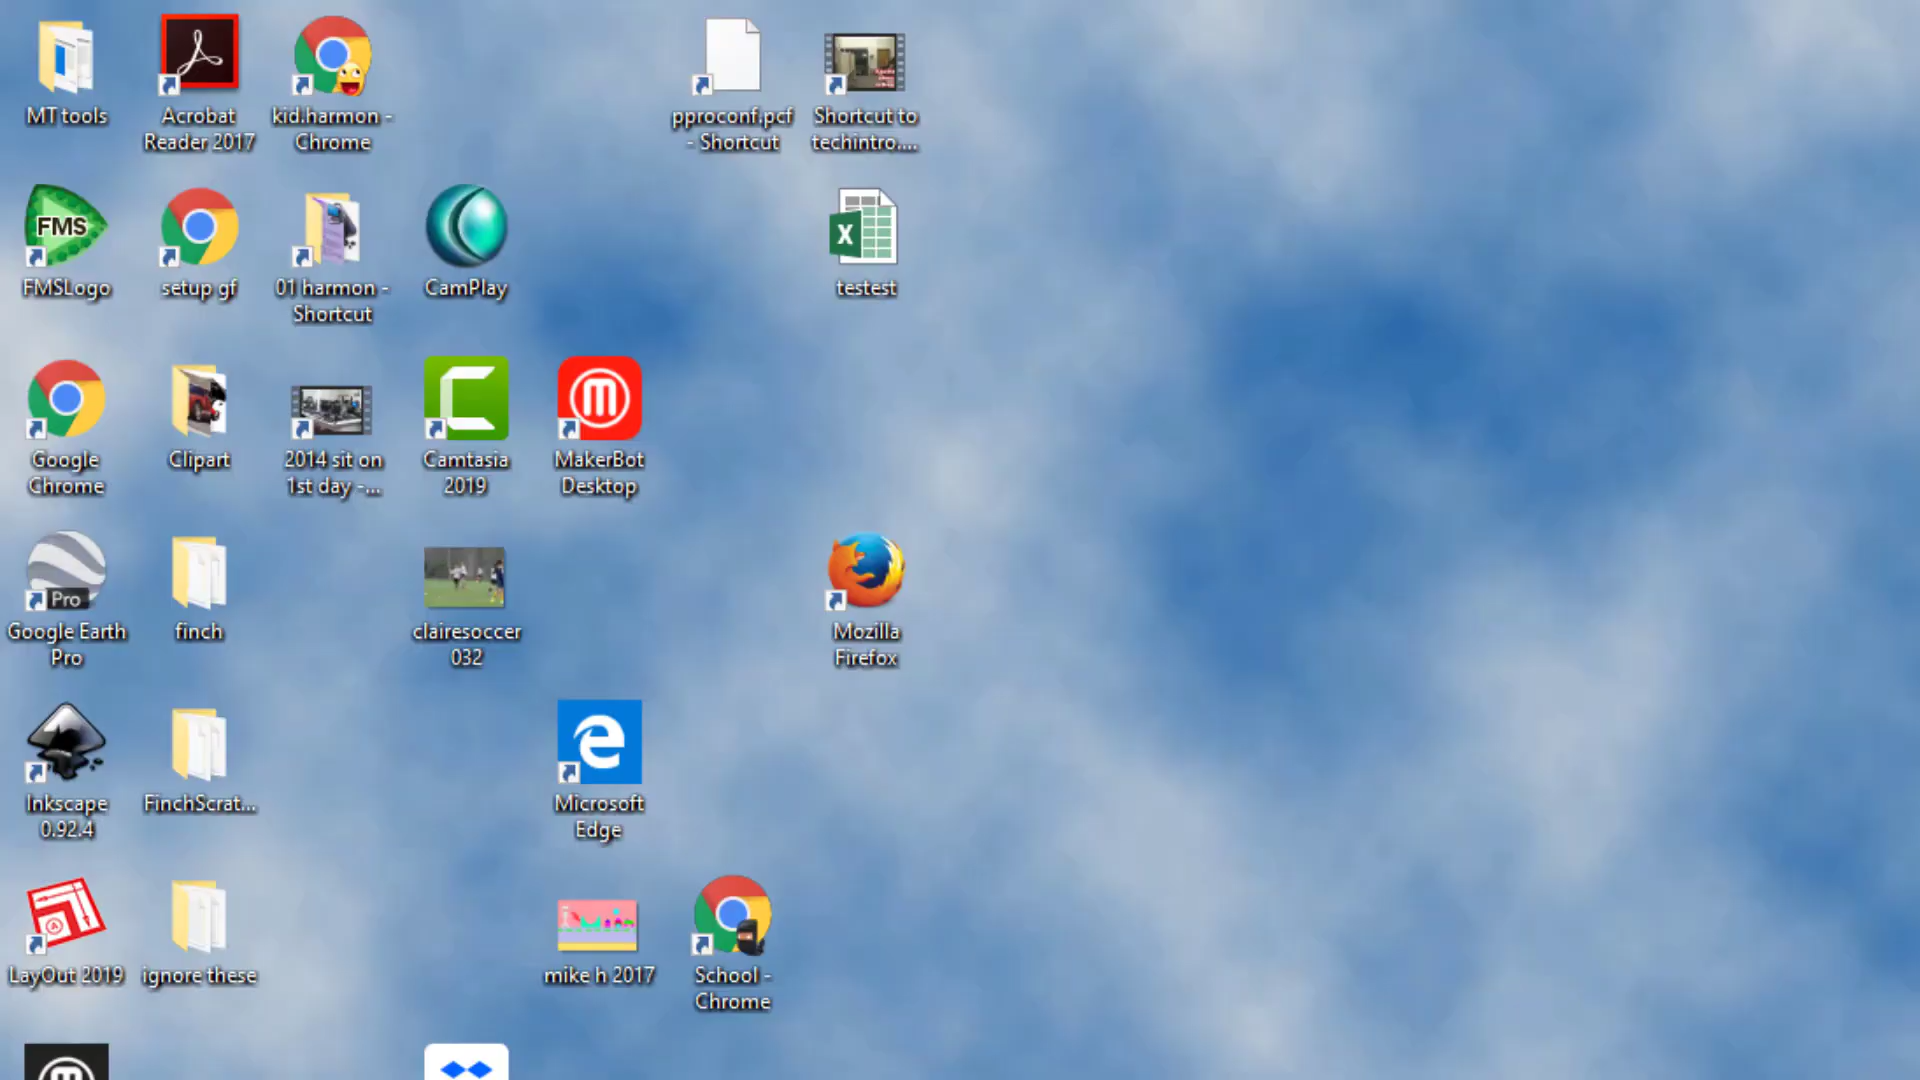 MT tools
Acrobat
Reader 2017
kid.harmon -
Chrome
pproconf.pcf
- Shortcut
Shortcut to
techintro....
FMS
FMSLogo
setup gf
01 harmon -
Shortcut
CamPlay
X
testest
Google
Chrome
Clipart
2014 sit on
1st day -...
Camtasia
2019
MakerBot
Desktop
Pro
Google Earth
Pro
finch
clairesoccer
032
Mozilla
Firefox
Inkscape
0.92.4
FinchScrat...
Microsoft
Edge
LayOut 2019
ignore these
mike h 2017
School -
Chrome